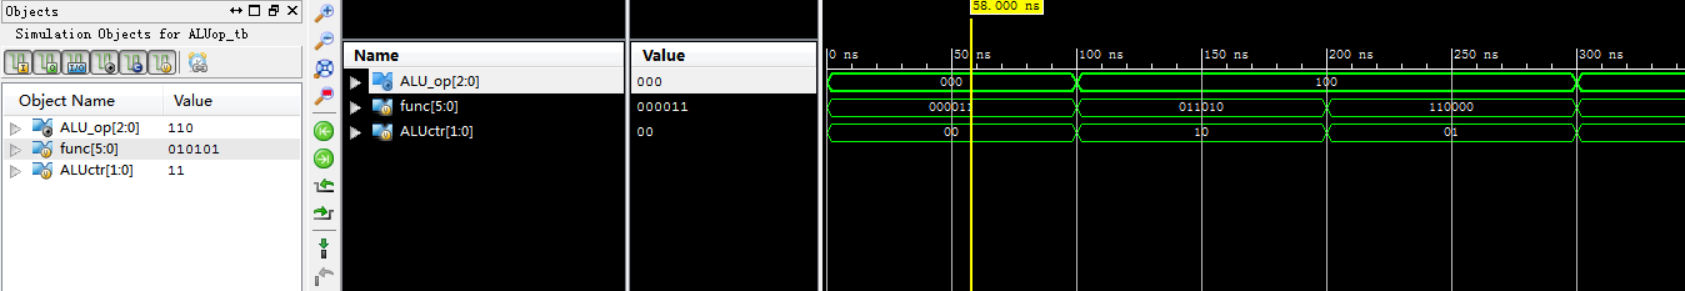 Objects
Simulation Objects for ALUop_tb
Object Name Value
ALU_op[2:0] 110
func[5:0] 010101
ALUctr[1:0] 11
Name Value
ALU_op[2:0] 000
func[5:0] 000011
ALUctr[1:0] 00
58.000 ns
0 ns 50 ns 100 ns 150 ns 200 ns 250 ns 300 ns
000 100
000011 011010 110000
00 10 01